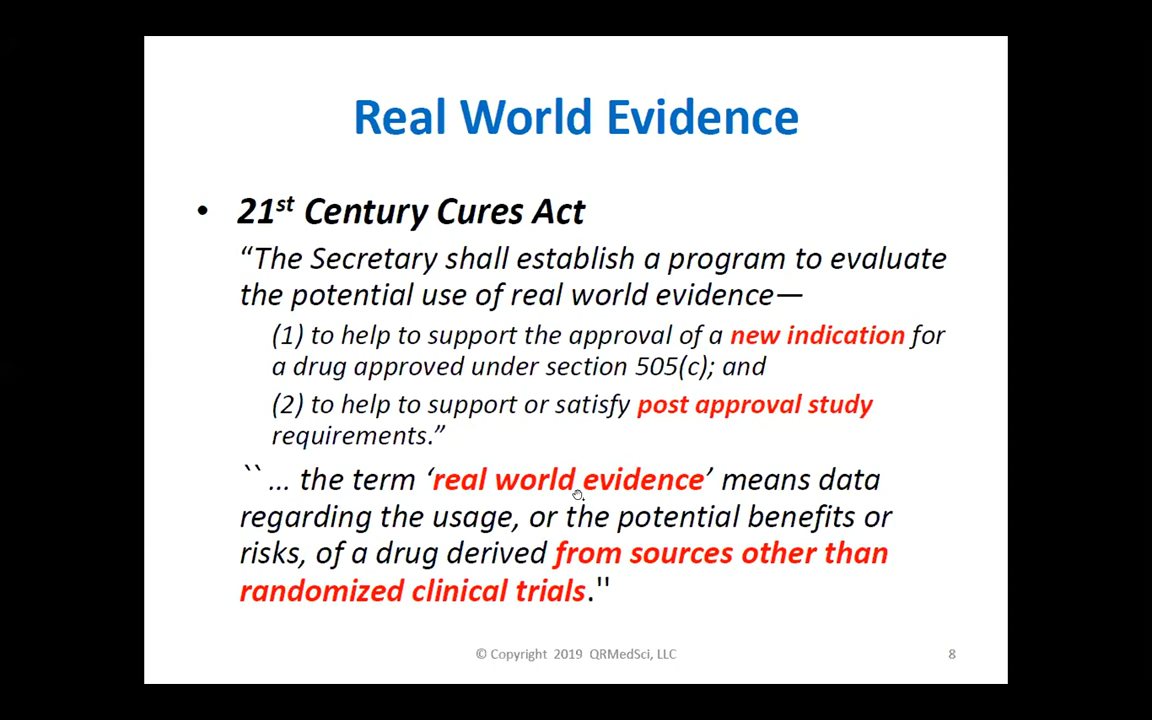 Real World Evidence
• 21st Century Cures Act
“The Secretary shall establish a program to evaluate
the potential use of real world evidence—
(1) to help to support the approval of a new indication for
a drug approved under section 505(c); and
(2) to help to support or satisfy post approval study
requirements.”
`` … the term ‘real world evidence’ means data
regarding the usage, or the potential benefits or
risks, of a drug derived from sources other than
randomized clinical trials.''
© Copyright 2019 QRMedSci, LLC
8